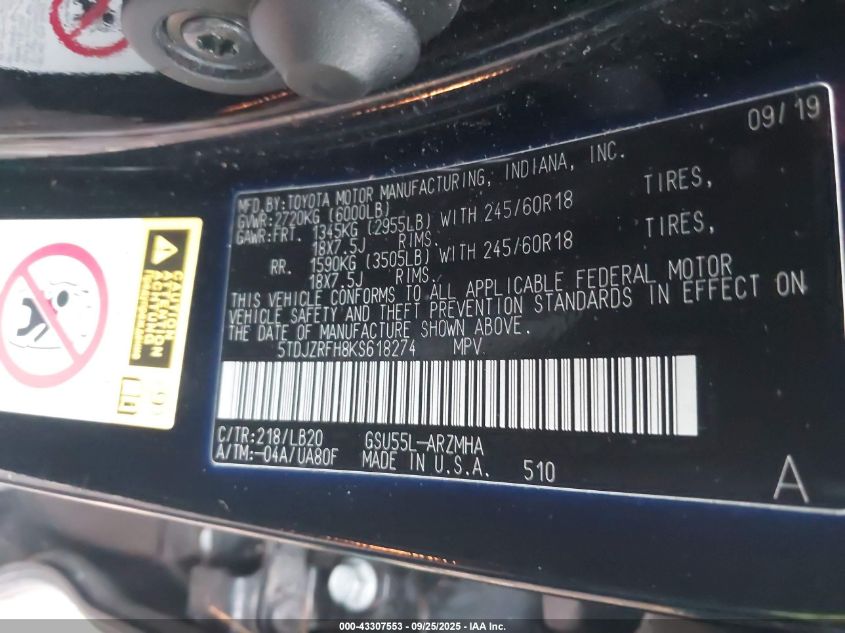 09/19
MFD.BY:TOYOTA MOTOR MANUFACTURING, INDIANA, INC.
GVWR:2720KG (6000LB)
GAWR:FRT. 1345KG (2955LB) WITH 245/60R18 TIRES,
18X7.5J RIMS.
RR. 1590KG (3505LB) WITH 245/60R18 TIRES,
18X7.5J RIMS.
THIS VEHICLE CONFORMS TO ALL APPLICABLE FEDERAL MOTOR
VEHICLE SAFETY AND THEFT PREVENTION STANDARDS IN EFFECT ON
THE DATE OF MANUFACTURE SHOWN ABOVE.
5TDJZRFH8KS618274 MPV
C/TR:218/LB20 GSU55L-ARZMHA
A/TM:-04A/UA80F MADE IN U.S.A. 510
A
CAUTION
000-43307553 - 09/25/2025 - IAA Inc.